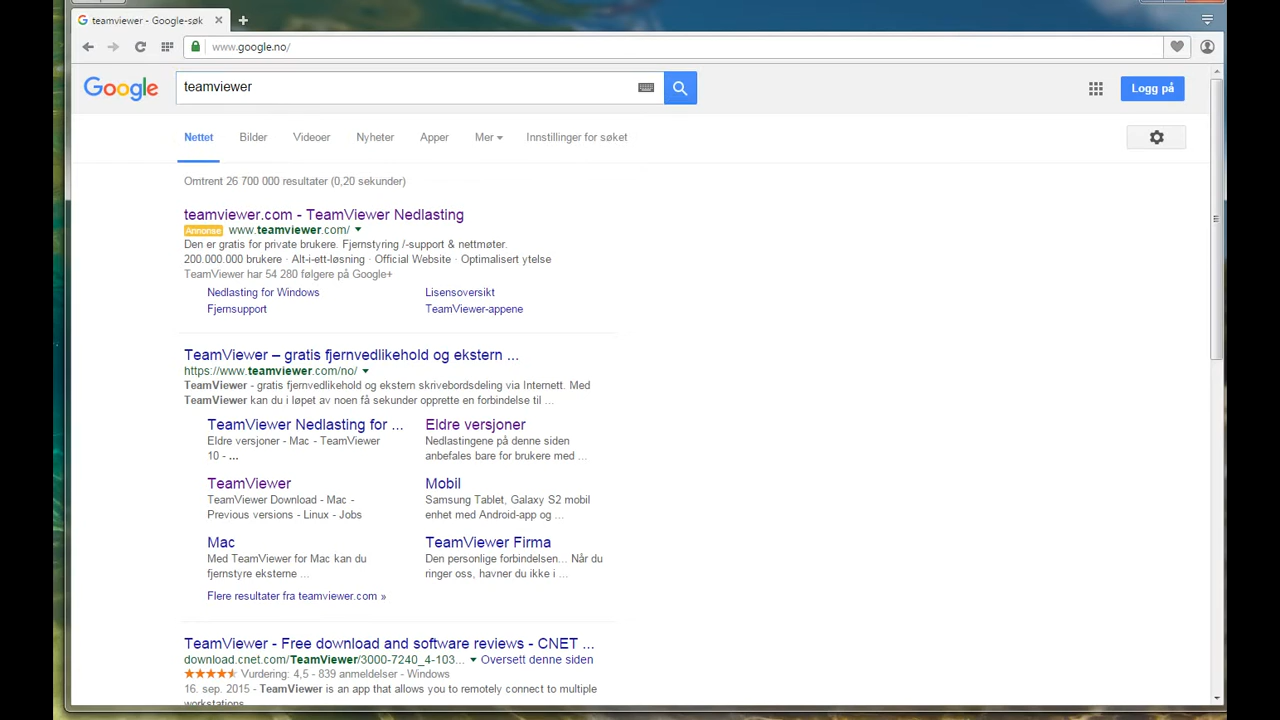 teamviewer - Google-søk
www.google.no/
Google
teamviewer
Logg på
Nettet Bilder Videoer Nyheter Apper Mer Innstillinger for søket
Omtrent 26 700 000 resultater (0,20 sekunder)
teamviewer.com - TeamViewer Nedlasting
Annonse www.teamviewer.com/
Den er gratis for private brukere. Fjernstyring /-support & nettmøter.
200.000.000 brukere · Alt-i-ett-løsning · Official Website · Optimalisert ytelse
TeamViewer har 54 280 følgere på Google+
Nedlasting for Windows Lisensoversikt
Fjernsupport TeamViewer-appene
TeamViewer – gratis fjernvedlikehold og ekstern ...
https://www.teamviewer.com/no/
TeamViewer - gratis fjernvedlikehold og ekstern skrivebordsdeling via Internett. Med
TeamViewer kan du i løpet av noen få sekunder opprette en forbindelse til ...
TeamViewer Nedlasting for ...
Eldre versjoner - Mac - TeamViewer
10 - ...
Eldre versjoner
Nedlastingene på denne siden
anbefales bare for brukere med ...
TeamViewer
TeamViewer Download - Mac -
Previous versions - Linux - Jobs
Mobil
Samsung Tablet, Galaxy S2 mobil
enhet med Android-app og ...
Mac
Med TeamViewer for Mac kan du
fjernstyre eksterne ...
TeamViewer Firma
Den personlige forbindelsen... Når du
ringer oss, havner du ikke i ...
Flere resultater fra teamviewer.com »
TeamViewer - Free download and software reviews - CNET ...
download.cnet.com/TeamViewer/3000-7240_4-103... Oversett denne siden
Vurdering: 4,5 - 839 anmeldelser - Windows
16. sep. 2015 - TeamViewer is an app that allows you to remotely connect to multiple
workstations